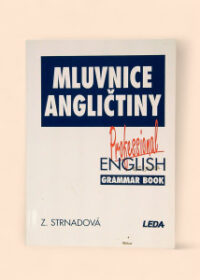 MLUVNICE
ANGLIČTINY
Professional
ENGLISH
GRAMMAR BOOK
Z. STRNADOVÁ
LEDA